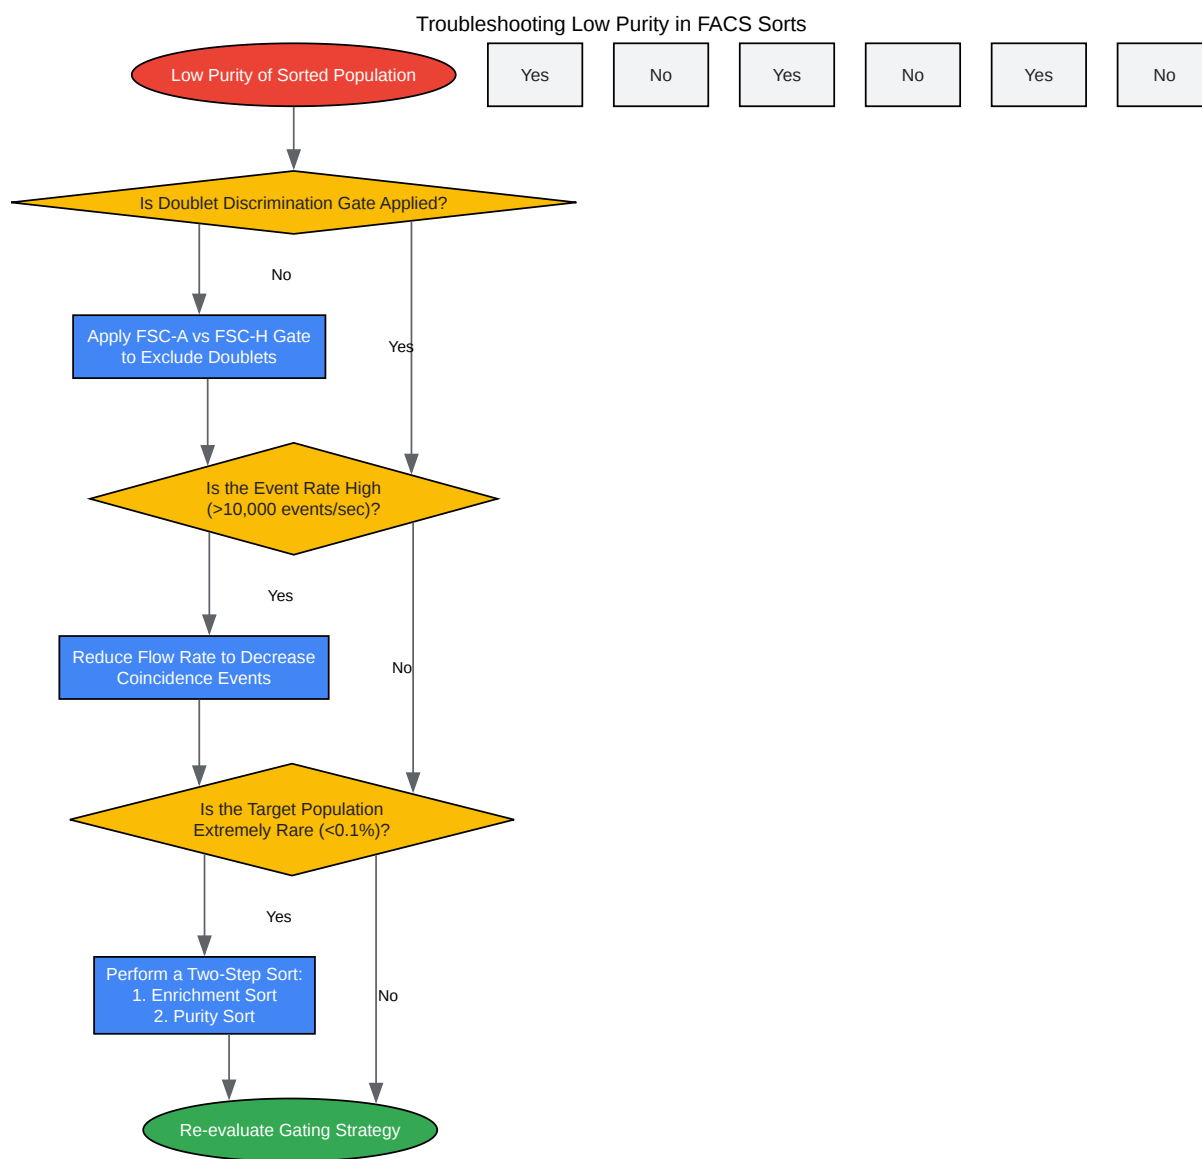 Troubleshooting Low Purity in FACS Sorts
Low Purity of Sorted Population
Yes
No
Yes
No
Yes
No
Is Doublet Discrimination Gate Applied?
No
Apply FSC-A vs FSC-H Gate
to Exclude Doublets
Yes
Is the Event Rate High
(>10,000 events/sec)?
Yes
Reduce Flow Rate to Decrease
Coincidence Events
No
Is the Target Population
Extremely Rare (<0.1%)?
Yes
Perform a Two-Step Sort:
1. Enrichment Sort
2. Purity Sort
No
Re-evaluate Gating Strategy